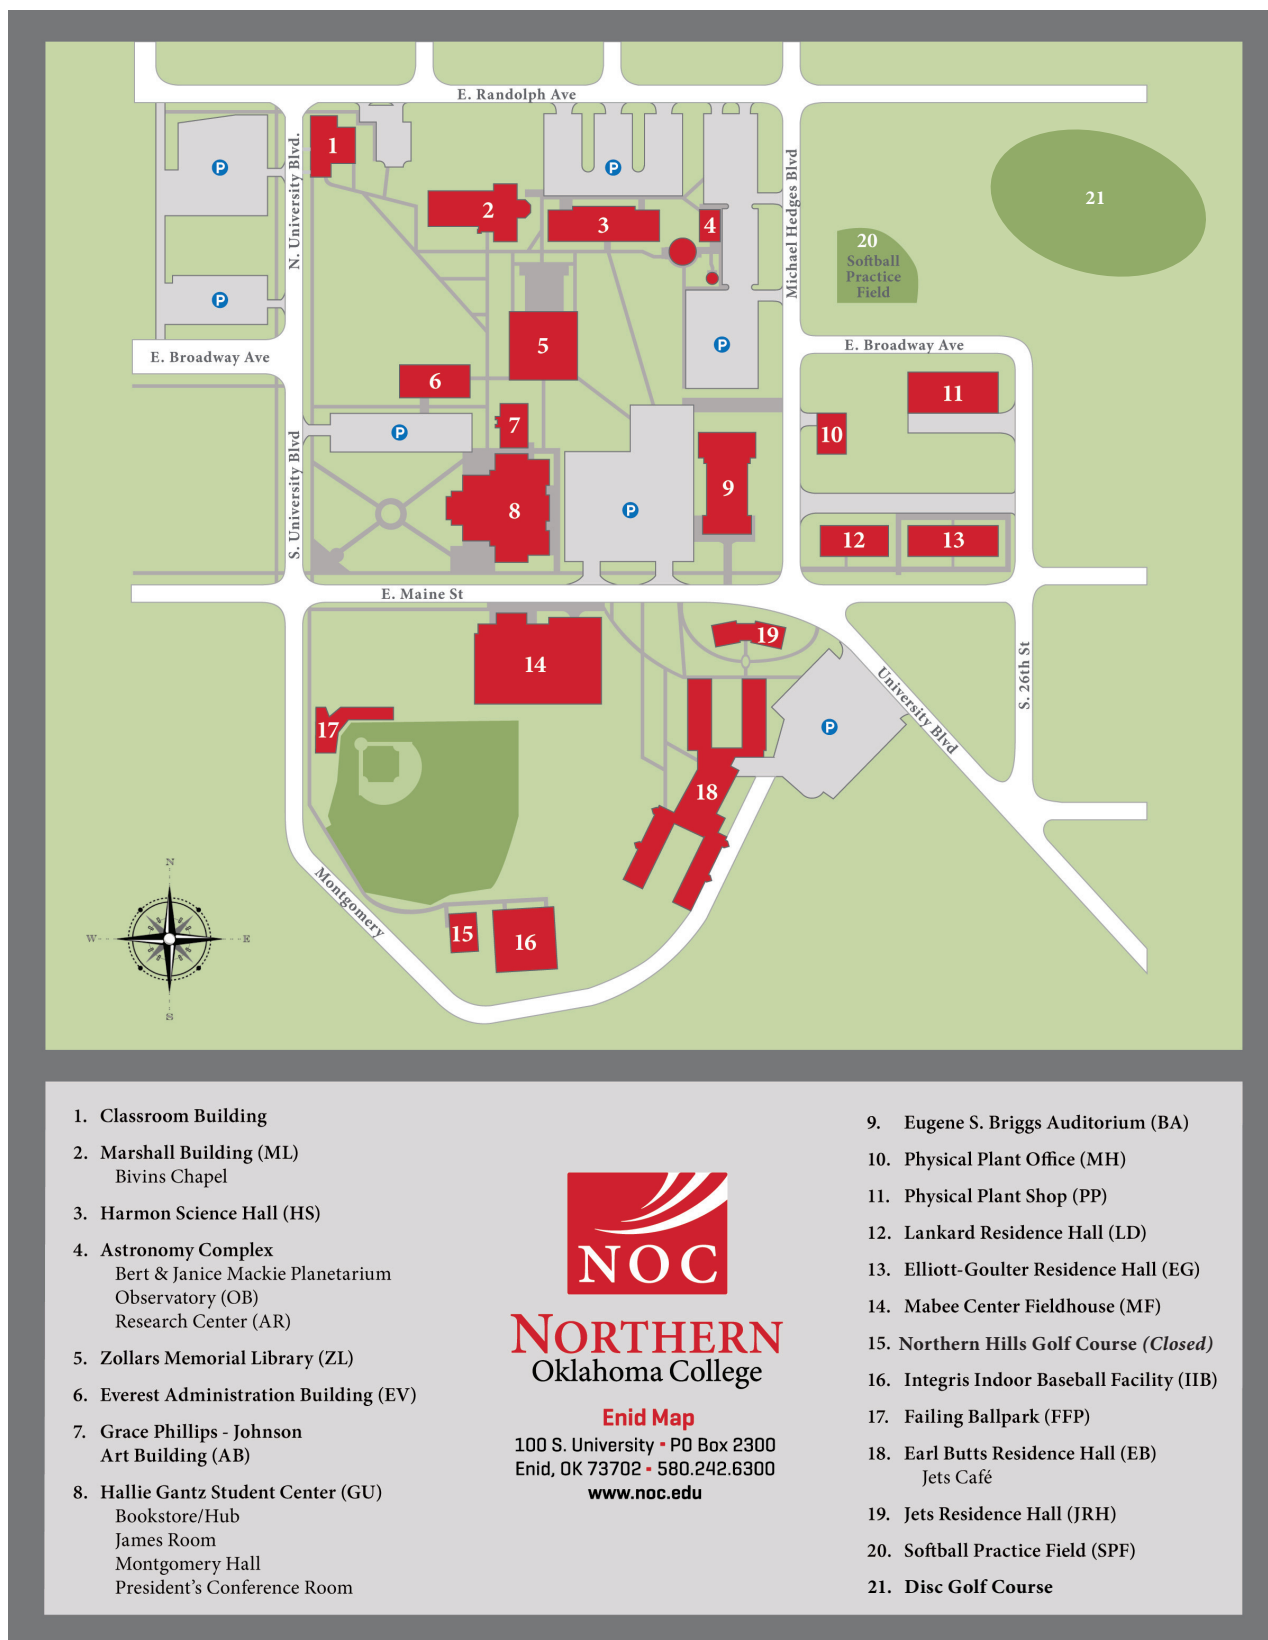 E. Randolph Ave
N. University Blvd.
Michael Hedges Blvd
1
2
3
4
21
20
Softball
Practice
Field
P
P
P
P
E. Broadway Ave
E. Broadway Ave
5
6
7
8
9
10
11
12
13
P
P
S. University Blvd
E. Maine St
S. 26th St
University Blvd
14
19
17
18
P
15
16
Montgomery
N
W
E
S
1. Classroom Building
2. Marshall Building (ML)
Bivins Chapel
3. Harmon Science Hall (HS)
4. Astronomy Complex
Bert & Janice Mackie Planetarium
Observatory (OB)
Research Center (AR)
5. Zollars Memorial Library (ZL)
6. Everest Administration Building (EV)
7. Grace Phillips - Johnson
Art Building (AB)
8. Hallie Gantz Student Center (GU)
Bookstore/Hub
James Room
Montgomery Hall
President’s Conference Room
NOC
NORTHERN
Oklahoma College
Enid Map
100 S. University ▪ PO Box 2300
Enid, OK 73702 ▪ 580.242.6300
www.noc.edu
9. Eugene S. Briggs Auditorium (BA)
10. Physical Plant Office (MH)
11. Physical Plant Shop (PP)
12. Lankard Residence Hall (LD)
13. Elliott-Goulter Residence Hall (EG)
14. Mabee Center Fieldhouse (MF)
15. Northern Hills Golf Course (Closed)
16. Integris Indoor Baseball Facility (IIB)
17. Failing Ballpark (FFP)
18. Earl Butts Residence Hall (EB)
Jets Café
19. Jets Residence Hall (JRH)
20. Softball Practice Field (SPF)
21. Disc Golf Course